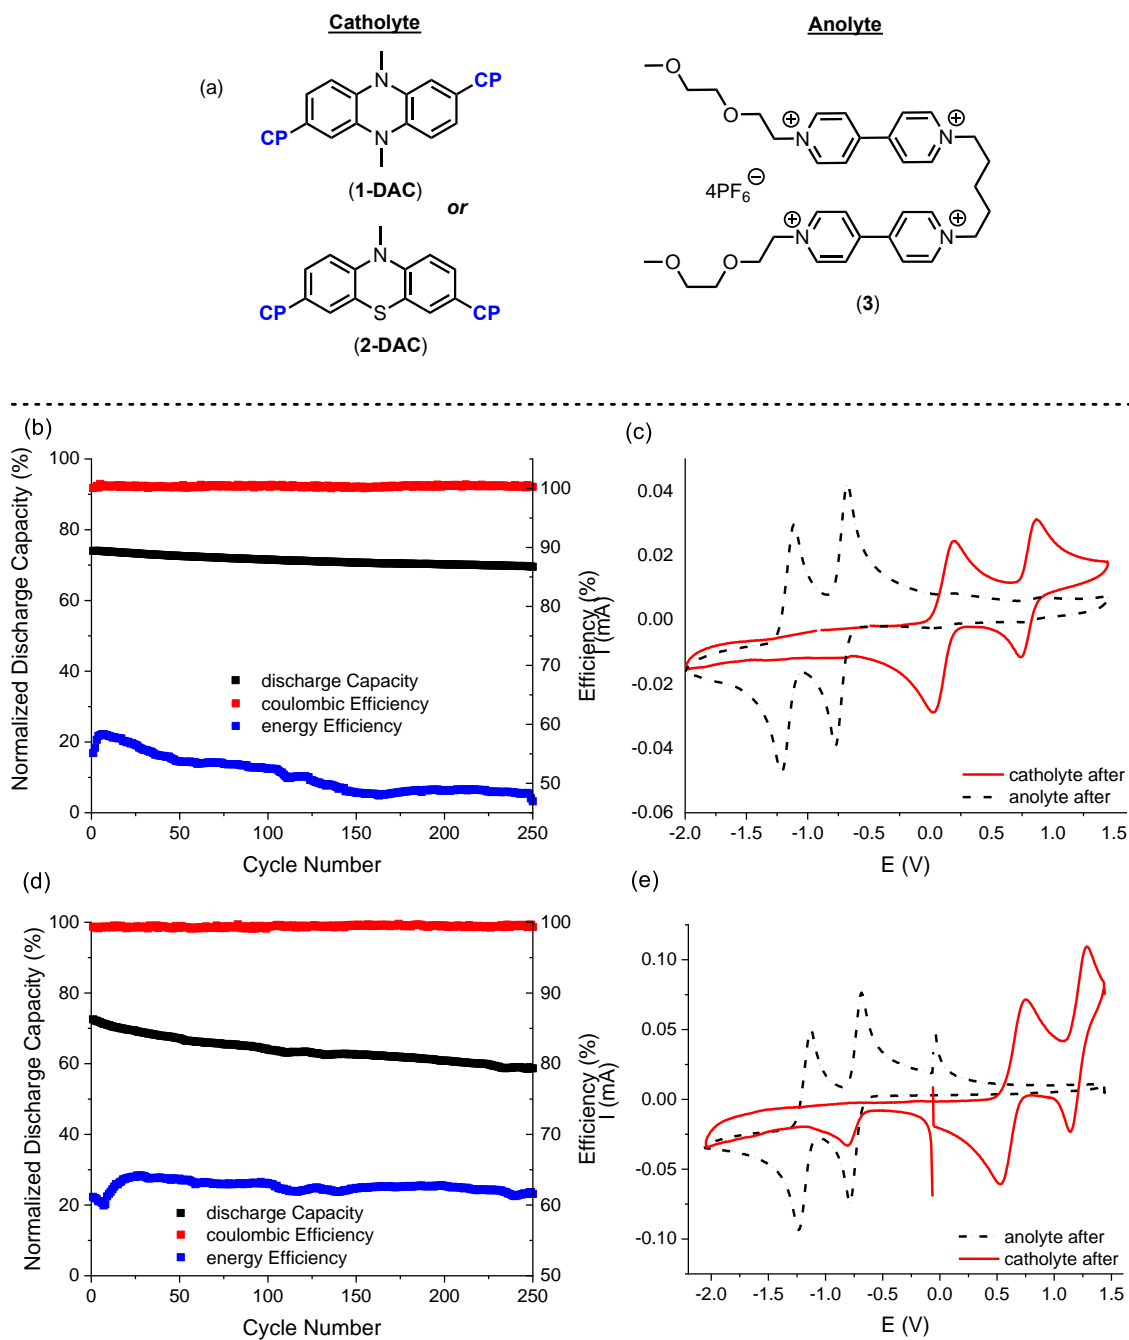 Catholyte
Anolyte
(a)
N
CP
CP
N
(1-DAC)
or
N
CP
S
CP
(2-DAC)
O
O
N
N
4PF6⊖
O
O
N
N
(3)
(b)
Normalized Discharge Capacity (%)
100
80
60
40
20
0
100
90
80
70
60
50
Efficiency (%)
discharge Capacity
coulombic Efficiency
energy Efficiency
0 50 100 150 200 250
Cycle Number
(c)
I (mA)
0.04
0.02
0.00
-0.02
-0.04
-0.06
catholyte after
anolyte after
-2.0 -1.5 -1.0 -0.5 0.0 0.5 1.0 1.5
E (V)
(d)
Normalized Discharge Capacity (%)
100
80
60
40
20
0
100
90
80
70
60
50
Efficiency (%)
discharge Capacity
coulombic Efficiency
energy Efficiency
0 50 100 150 200 250
Cycle Number
(e)
I (mA)
0.10
0.05
0.00
-0.05
-0.10
anolyte after
catholyte after
-2.0 -1.5 -1.0 -0.5 0.0 0.5 1.0 1.5
E (V)